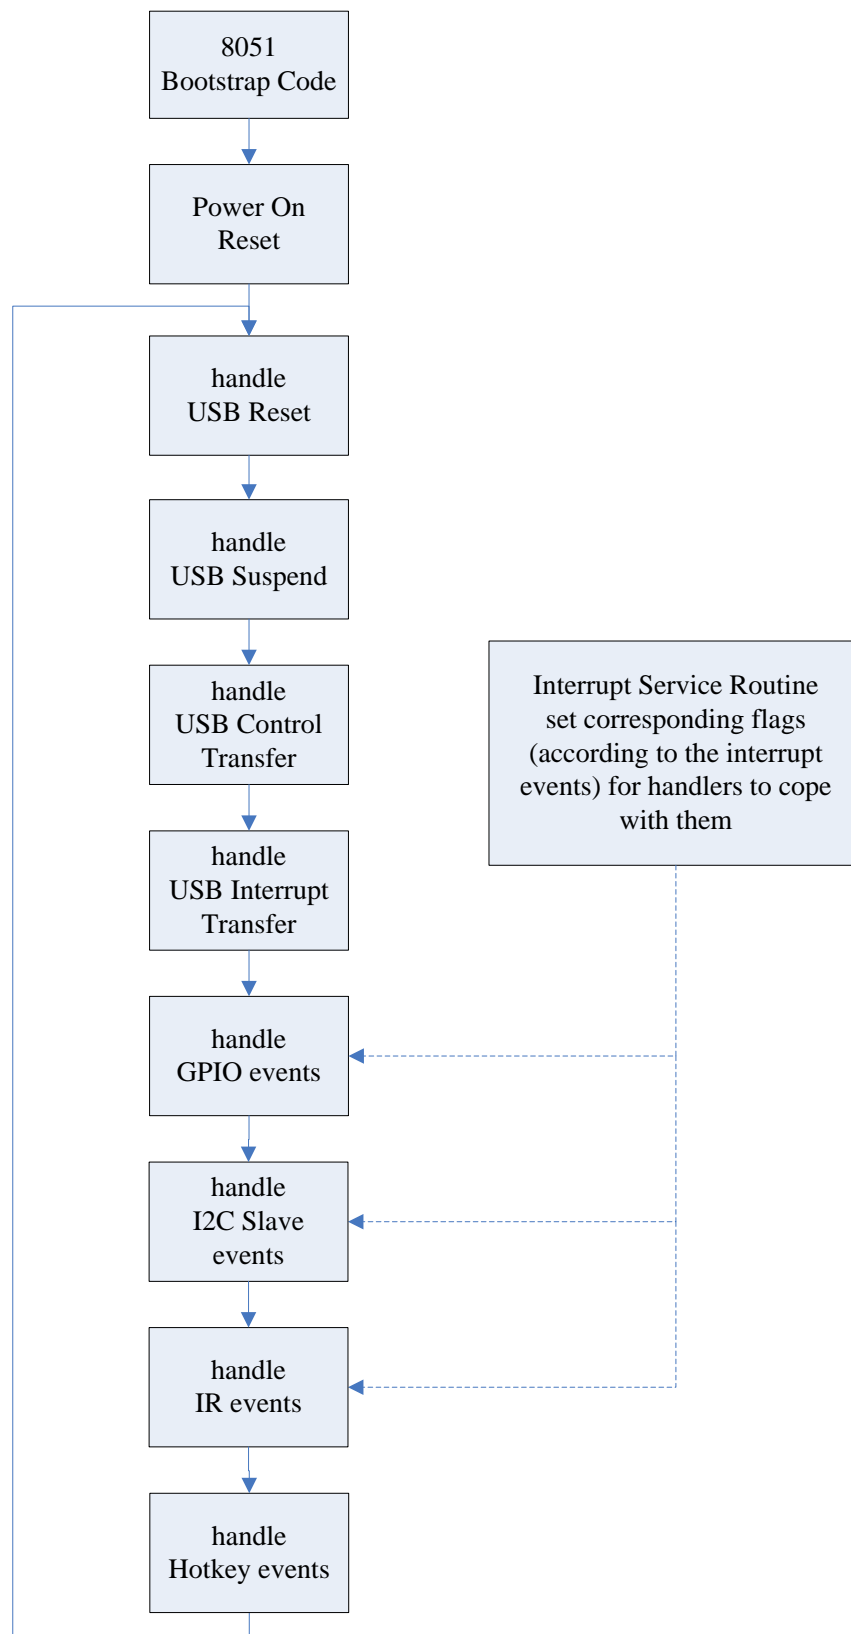 8051
Bootstrap Code
Power On
Reset
handle
USB Reset
handle
USB Suspend
handle
USB Control
Transfer
Interrupt Service Routine
set corresponding flags
(according to the interrupt
events) for handlers to cope
with them
handle
USB Interrupt
Transfer
handle
GPIO events
handle
I2C Slave
events
handle
IR events
handle
Hotkey events